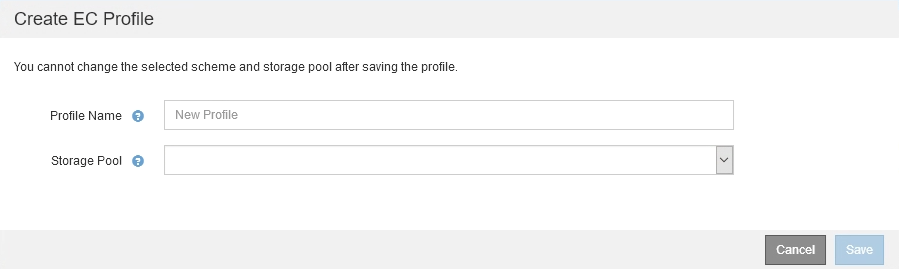 Create EC Profile
You cannot change the selected scheme and storage pool after saving the profile.
Profile Name ?
New Profile
Storage Pool ?
Cancel Save